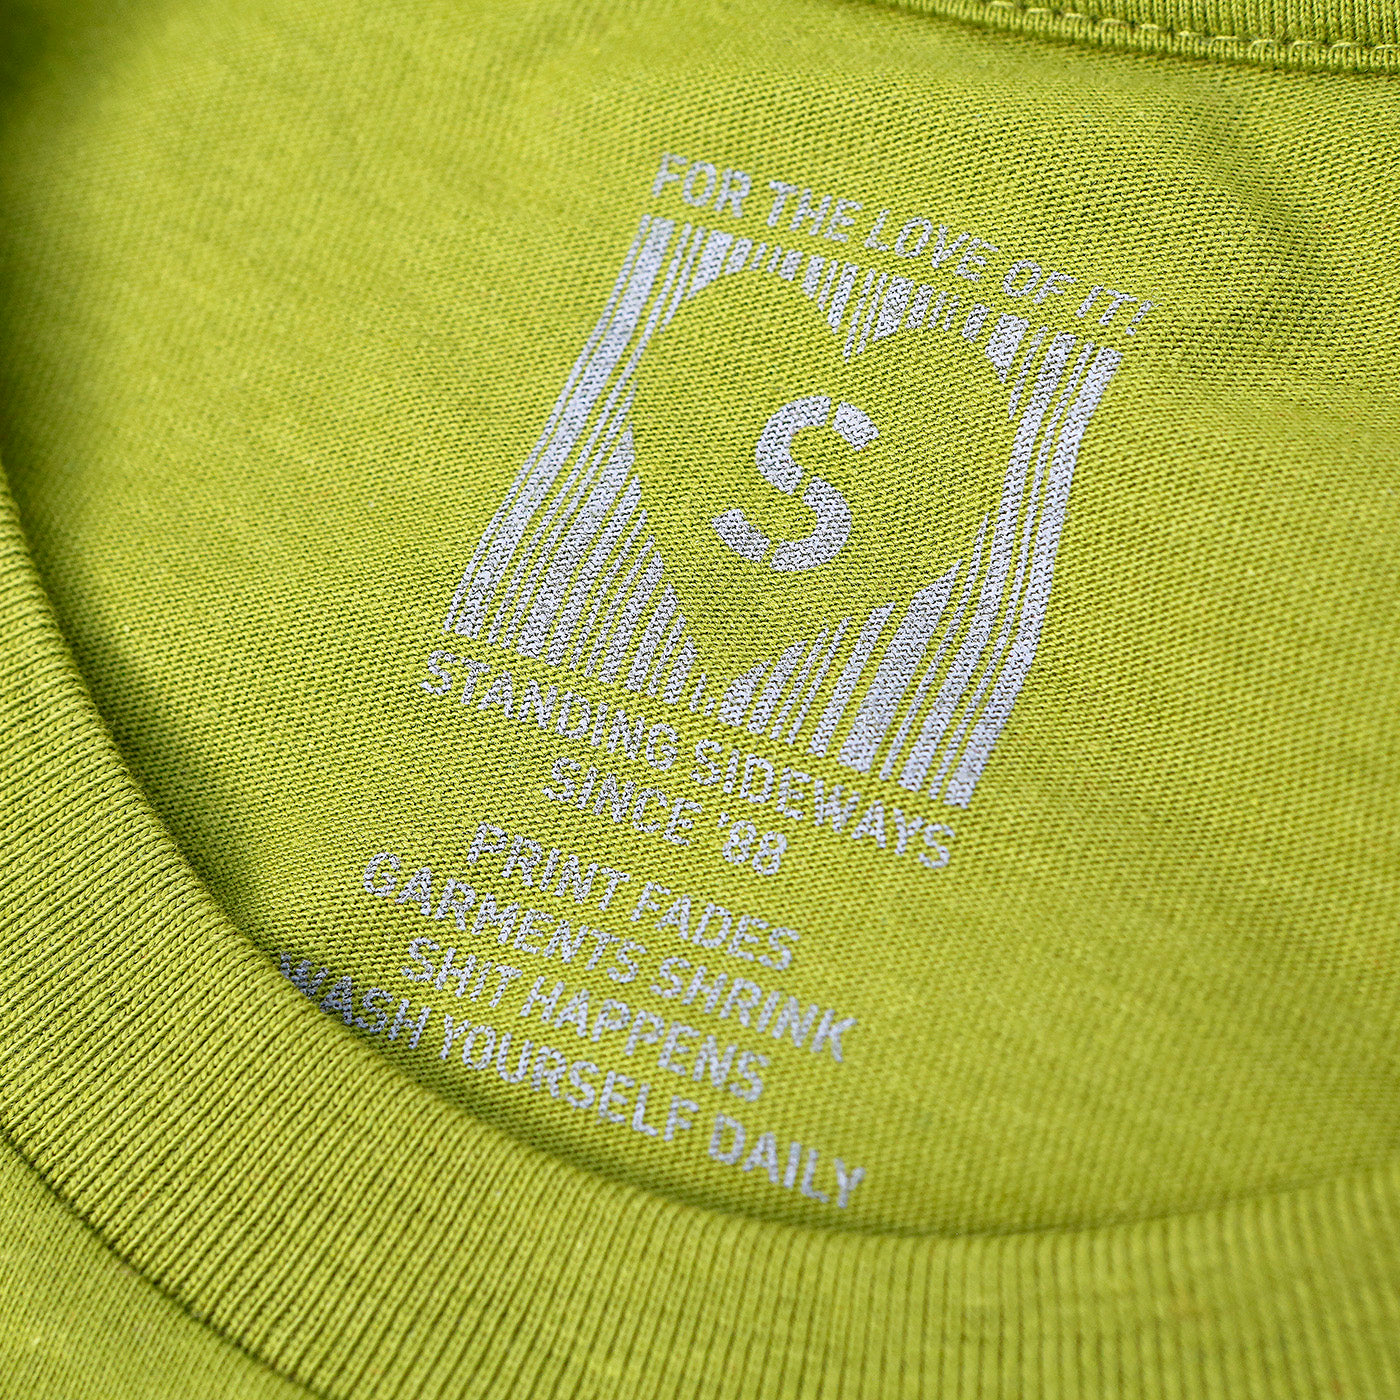 FOR THE LOVE OF IT!
S
STANDING SIDEWAYS
SINCE '88
PRINT FADES
GARMENTS SHRINK
SHIT HAPPENS
WASH YOURSELF DAILY